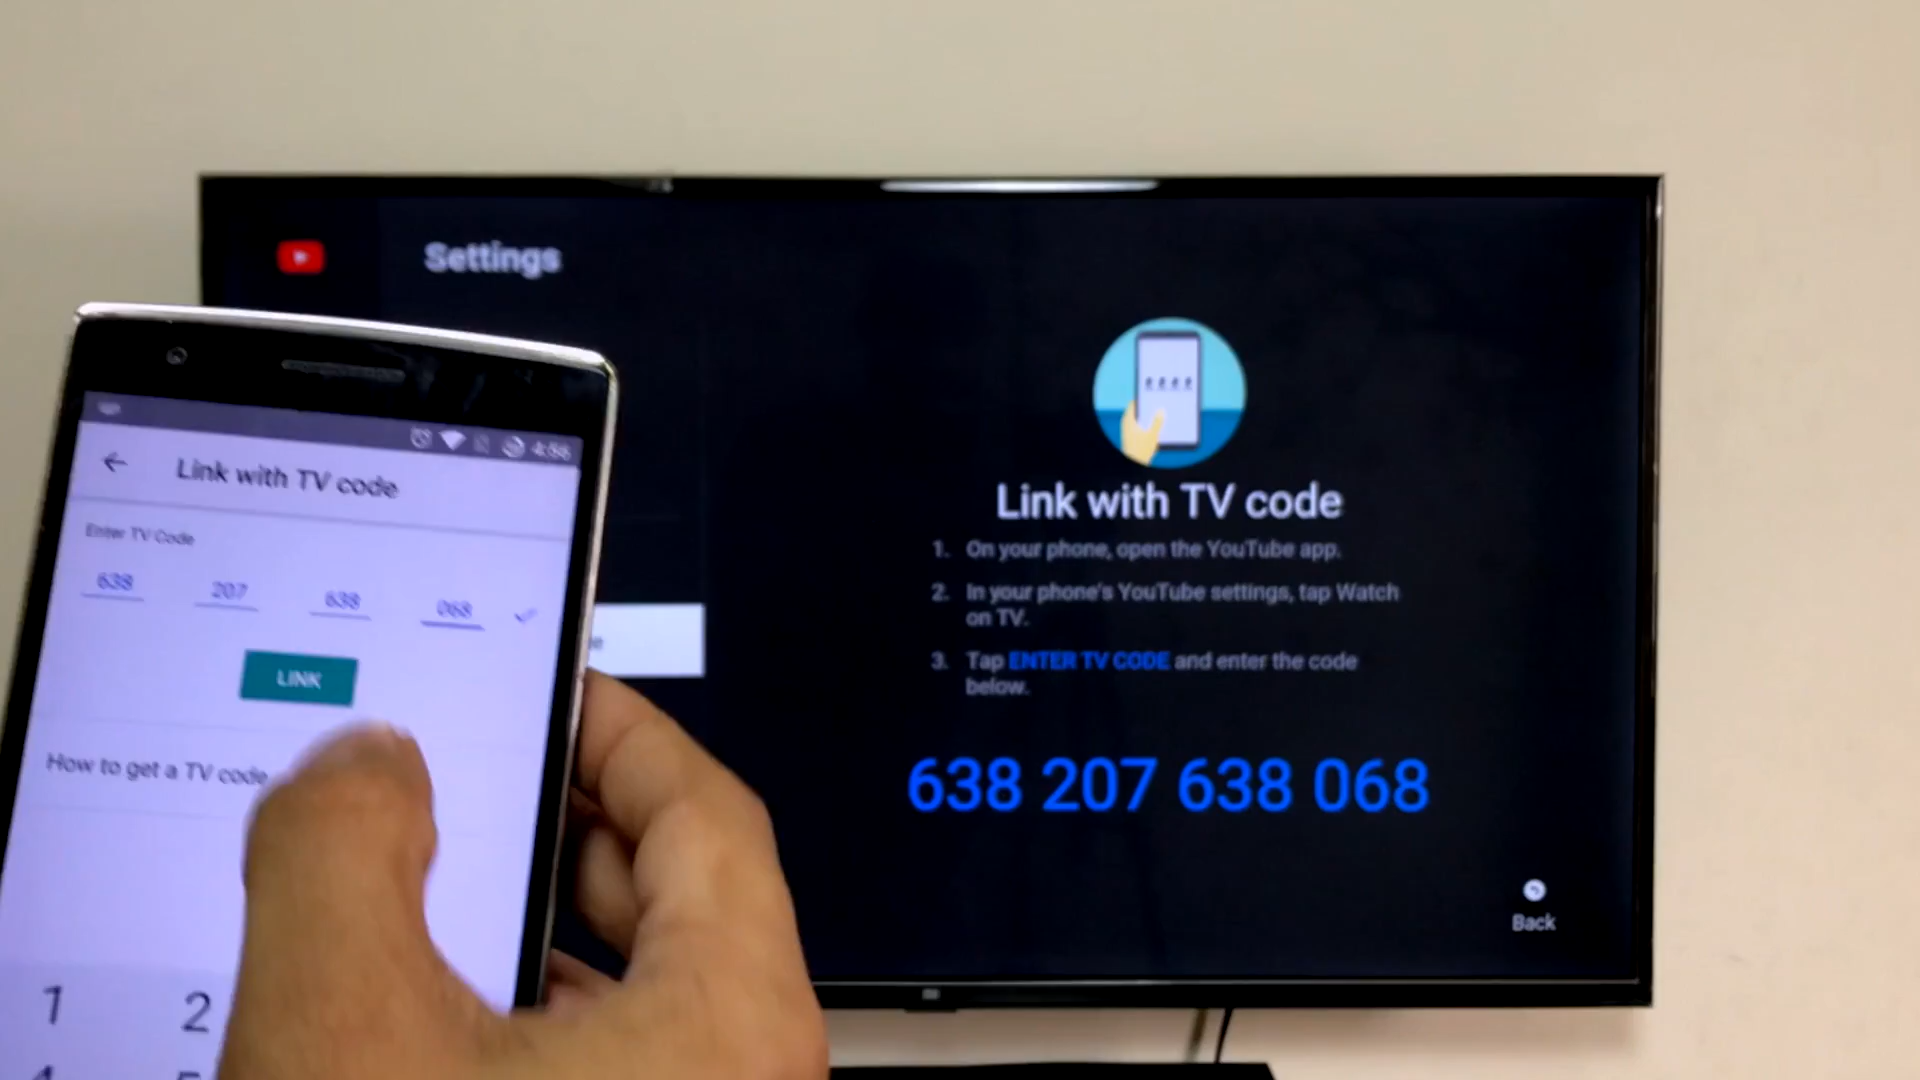 Settings
Link with TV code
1. On your phone, open the YouTube app.
2. In your phone's YouTube settings, tap Watch
on TV.
3. Tap ENTER TV CODE and enter the code
below.
638 207 638 068
Back
4:56
Link with TV code
Enter TV Code
638 207 638 068
LINK
How to get a TV code
1 2